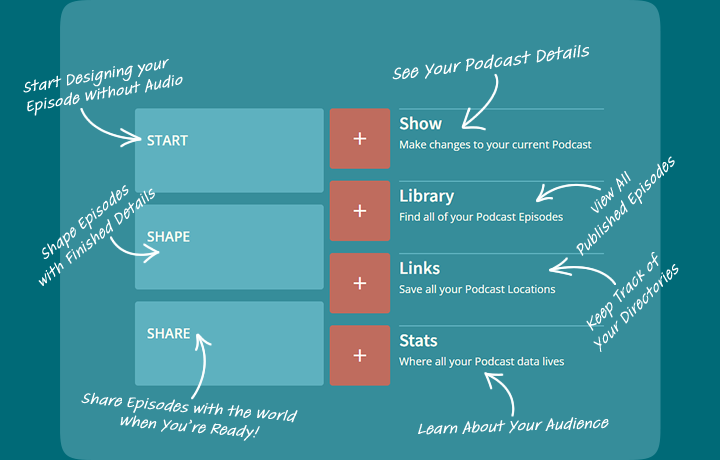 Start Designing your
Episode Without Audio
START
Shape Episodes
with Finished Details
SHAPE
SHARE
Share Episodes with the World
When You're Ready!
See Your Podcast Details
+
Show
Make changes to your current Podcast
+
Library
Find all of your Podcast Episodes
View All
Published Episodes
+
Links
Save all your Podcast Locations
Keep Track of
Your Directories
+
Stats
Where all your Podcast data lives
Learn About Your Audience